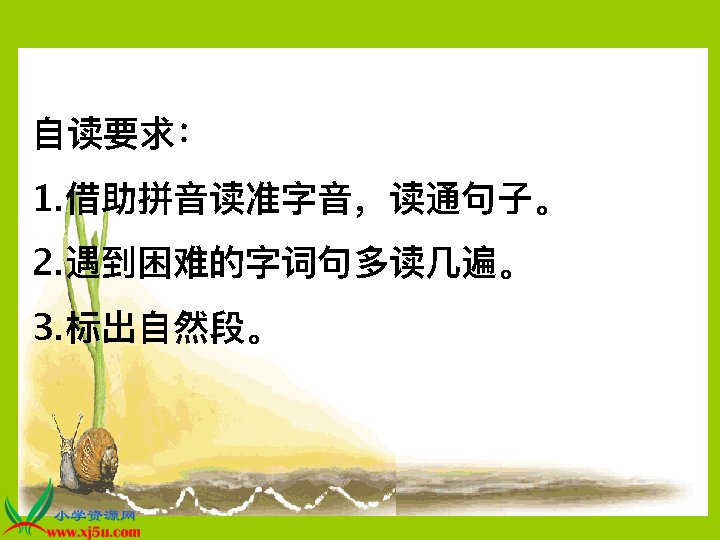 自读要求：
1.借助拼音读准字音，读通句子。
2.遇到困难的字词句多读几遍。
3.标出自然段。
小学资源网
www.xj5u.com